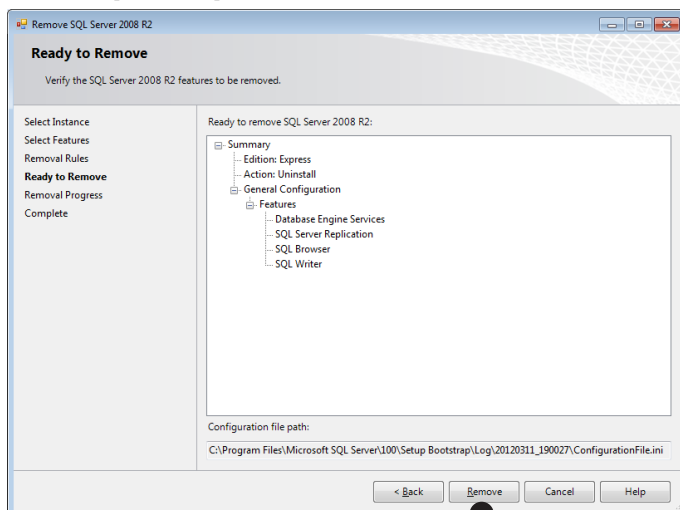 Remove SQL Server 2008 R2
Ready to Remove
Verify the SQL Server 2008 R2 features to be removed.
Select Instance
Select Features
Removal Rules
Ready to Remove
Removal Progress
Complete
Ready to remove SQL Server 2008 R2:
Summary
Edition: Express
Action: Uninstall
General Configuration
Features
Database Engine Services
SQL Server Replication
SQL Browser
SQL Writer
Configuration file path:
C:\Program Files\Microsoft SQL Server\100\Setup Bootstrap\Log\20120311_190027\ConfigurationFile.ini
< Back
Remove
Cancel
Help